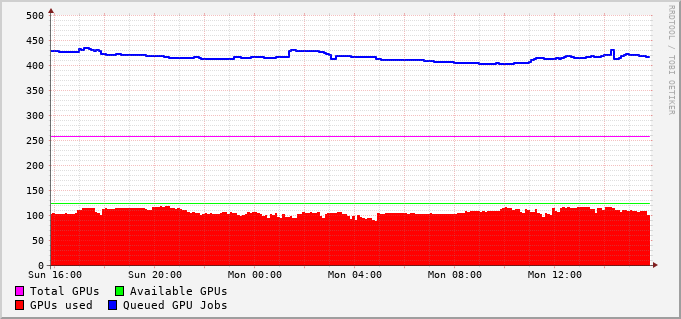 500
450
400
350
300
250
200
150
100
50
0
Sun 16:00 Sun 20:00 Mon 00:00 Mon 04:00 Mon 08:00 Mon 12:00
Total GPUs Available GPUs
GPUs used Queued GPU Jobs
RRDTOOL / TOBI OETIKER